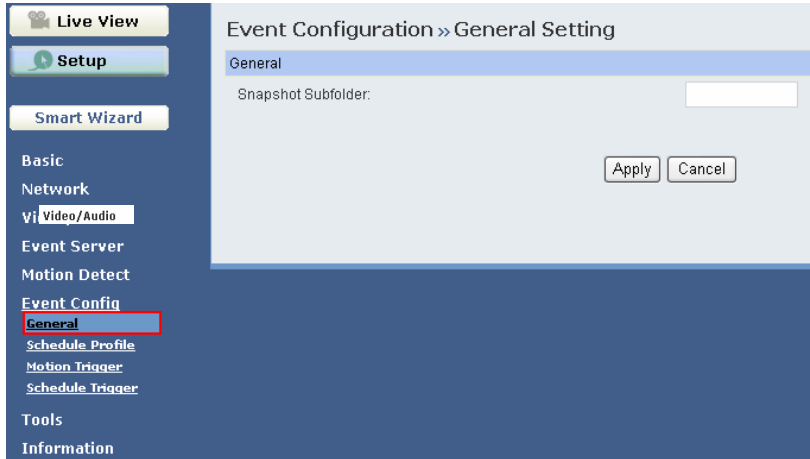 Live View
Setup
Smart Wizard
Basic
Network
Vi Video/Audio
Event Server
Motion Detect
Event Config
General
Schedule Profile
Motion Trigger
Schedule Trigger
Tools
Information
Event Configuration » General Setting
General
Snapshot Subfolder:
Apply Cancel